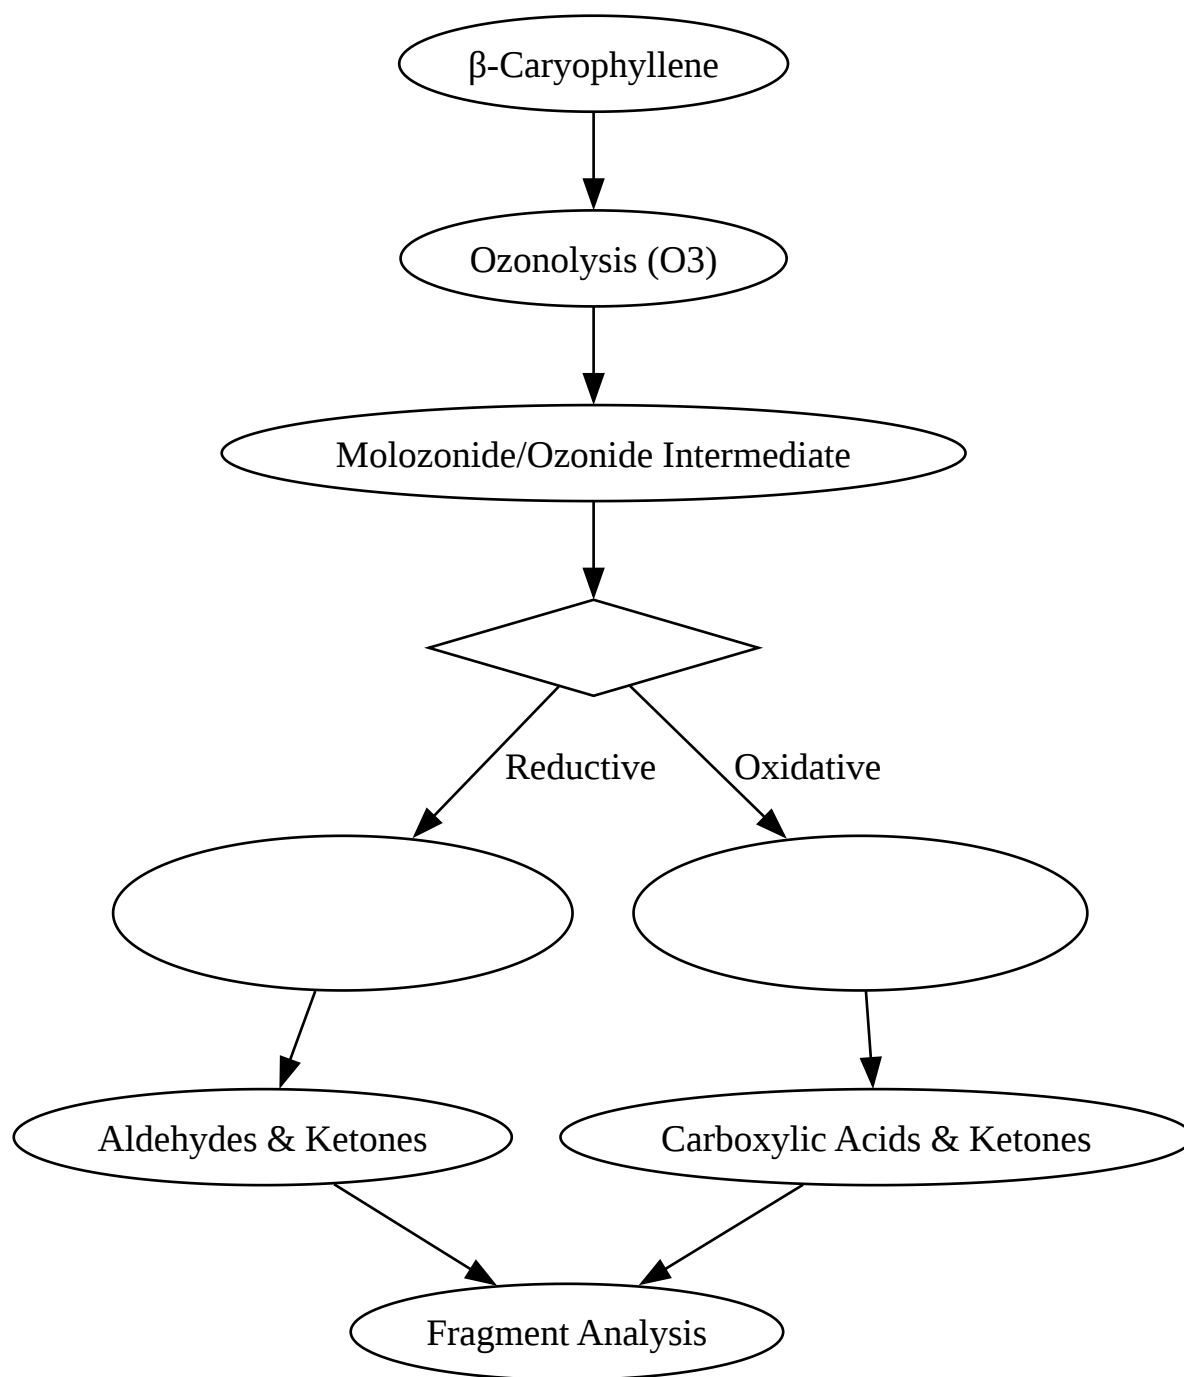 β-Caryophyllene
Ozonolysis (O3)
Molozonide/Ozonide Intermediate
Reductive
Oxidative
Aldehydes & Ketones
Carboxylic Acids & Ketones
Fragment Analysis